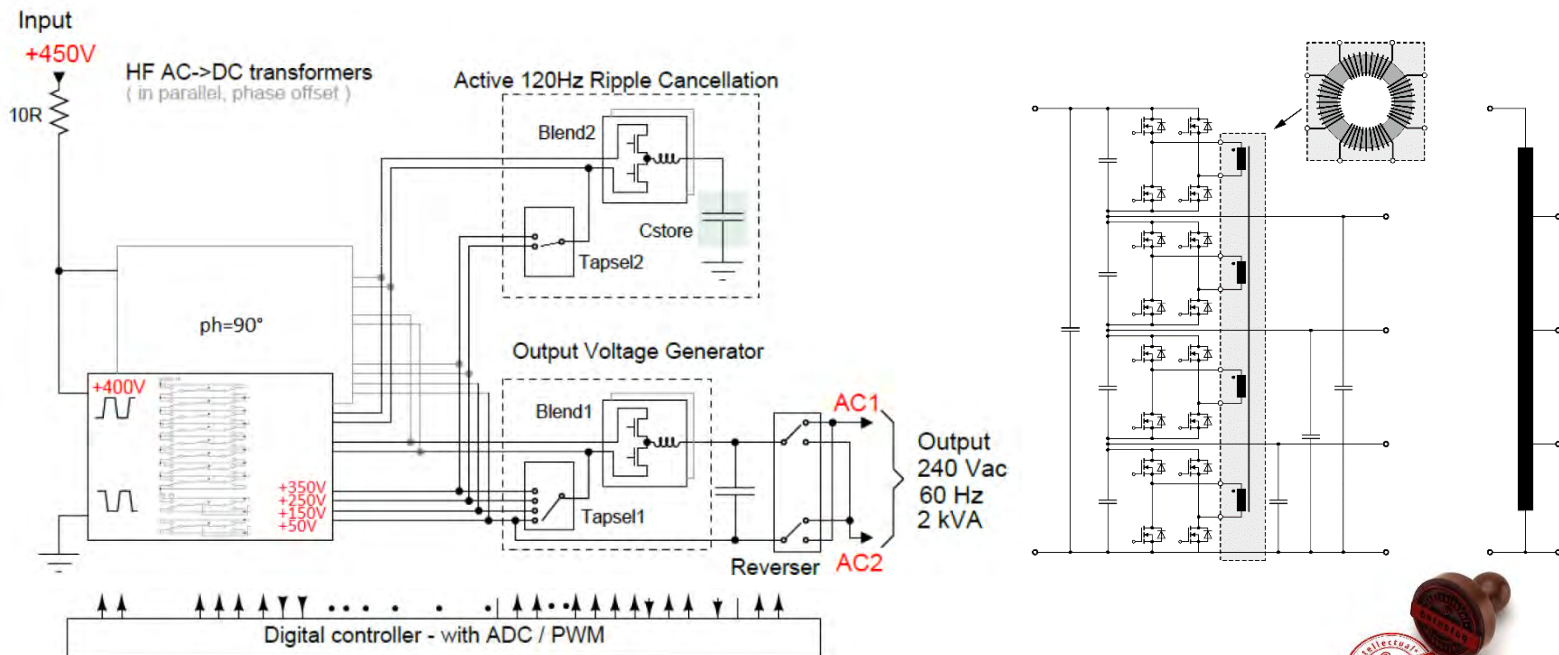 Input
+450V
10R
HF AC->DC transformers
( in parallel, phase offset )
Active 120Hz Ripple Cancellation
Blend2
Cstore
Tapsel2
ph=90°
+400V
+350V
+250V
+150V
+50V
Output Voltage Generator
Blend1
Tapsel1
Reverser
AC1
AC2
Output
240 Vac
60 Hz
2 kVA
Digital controller - with ADC / PWM